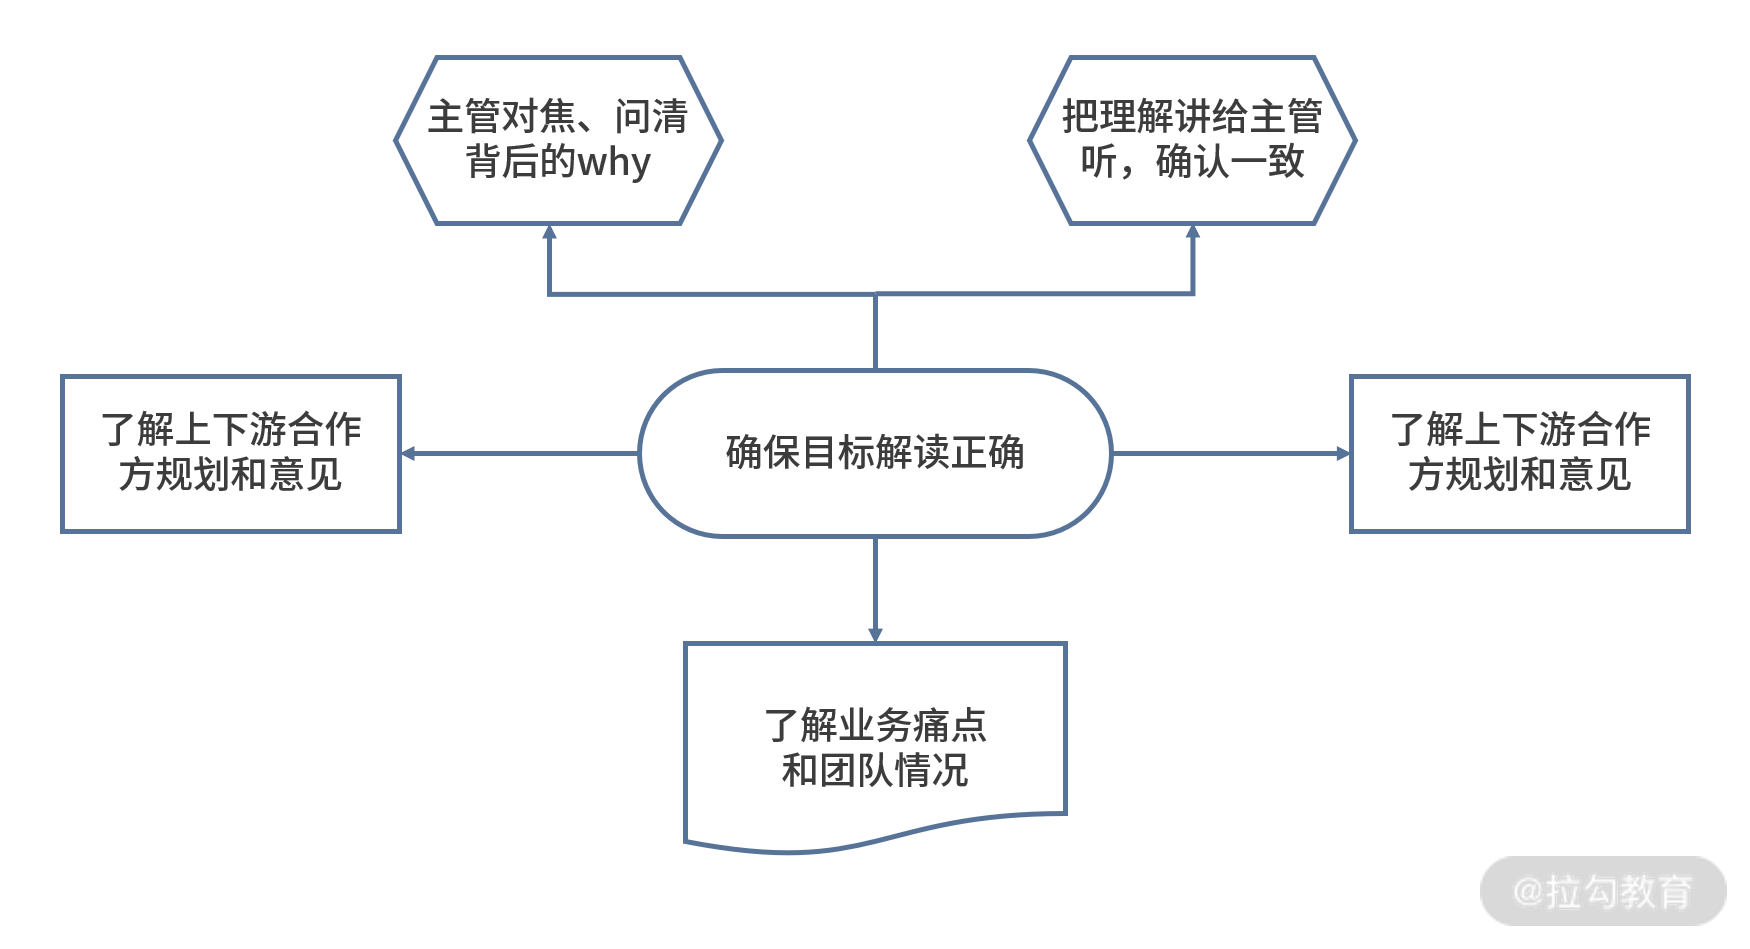 主管对焦、问清
背后的why
把理解讲给主管
听，确认一致
了解上下游合作
方规划和意见
确保目标解读正确
了解上下游合作
方规划和意见
了解业务痛点
和团队情况
@拉勾教育